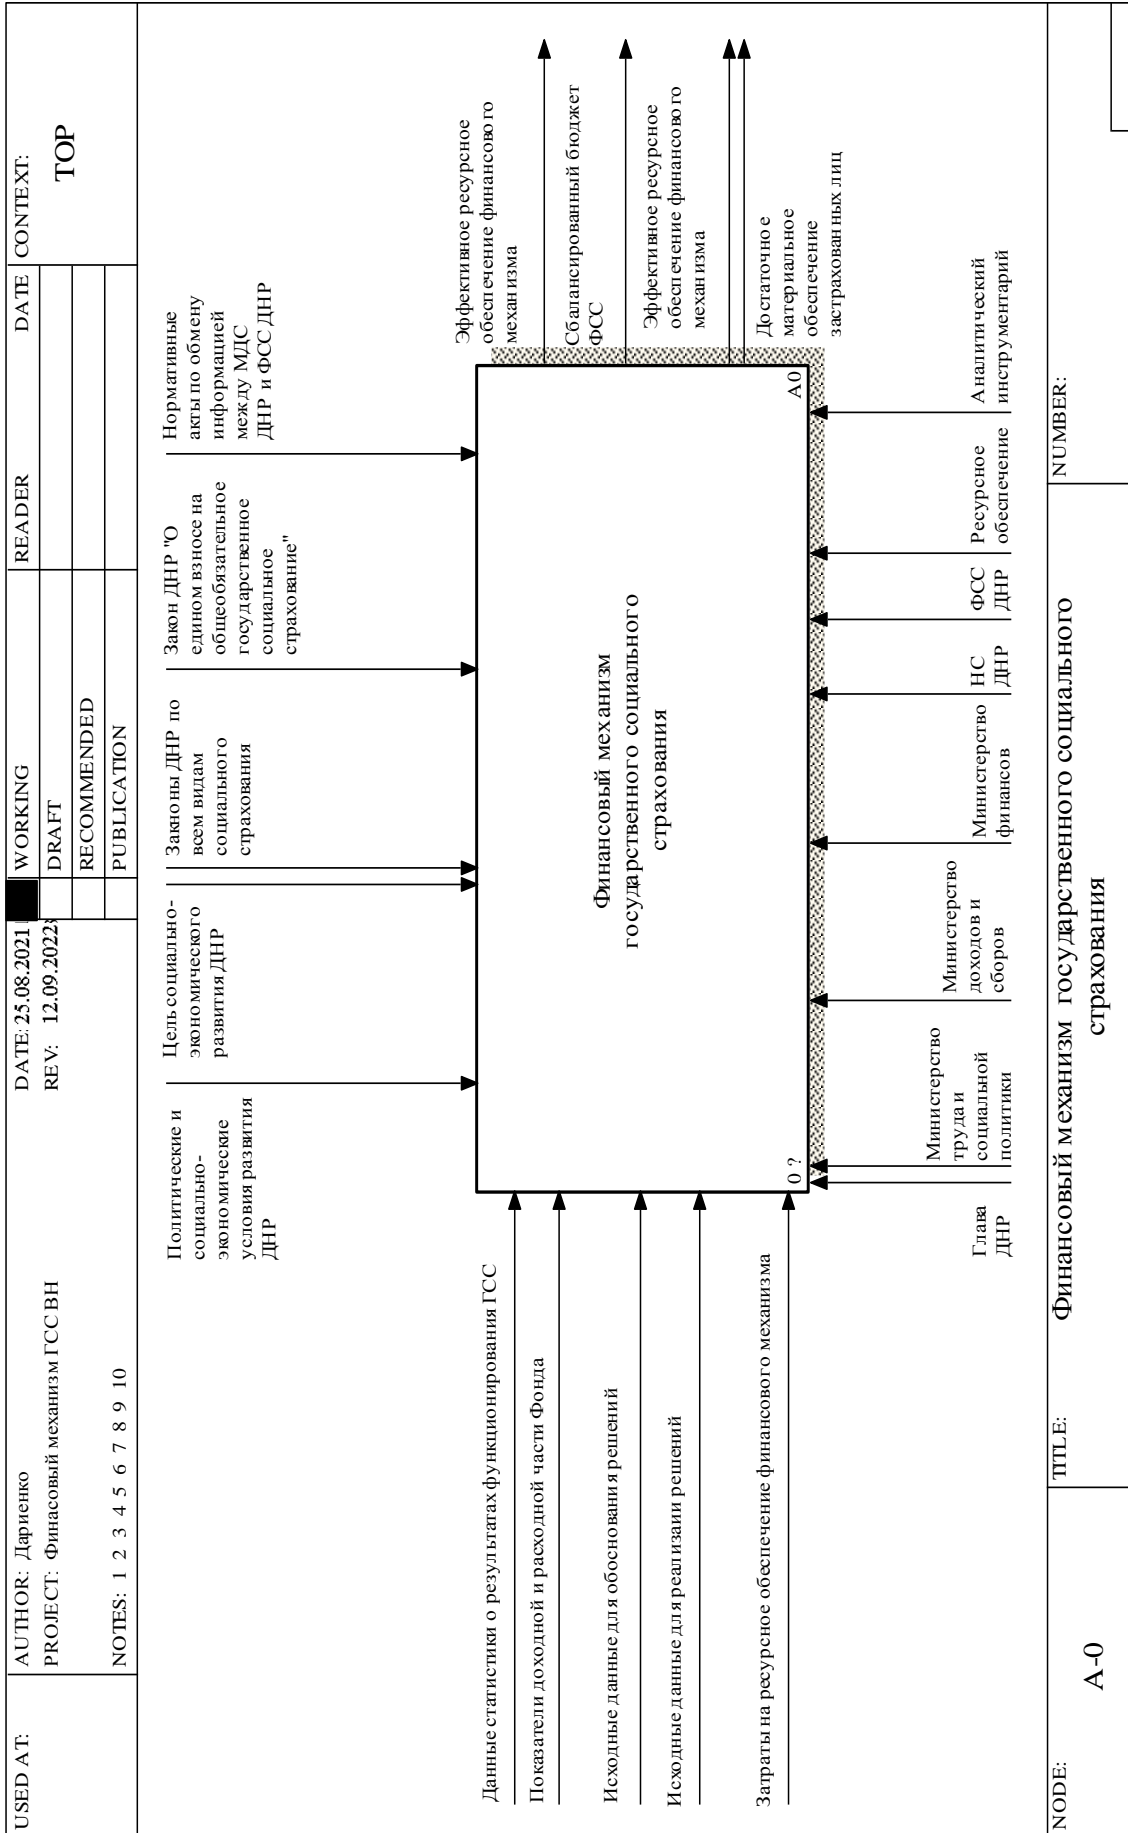 USED AT:
AUTHOR: Дариенко
DATE: 25.08.2021
WORKING
READER
DATE
CONTEXT:
PROJECT: Финасовый механизм ГСС ВН
REV: 12.09.2022
DRAFT
TOP
RECOMMENDED
NOTES: 1 2 3 4 5 6 7 8 9 10
PUBLICATION
Политические и
социально-
экономические
условия развития
ДНР
Цель социально-
экономического
развития ДНР
Законы ДНР по
всем видам
социального
страхования
Закон ДНР "О
едином взносе на
общеобязательное
государственное
социальное
страхование"
Нормативные
акты по обмену
информацией
между МДС
ДНР и ФСС ДНР
Данные статистики о результатах функционирования ГСС
Показатели доходной и расходной части Фонда
Исходные данные для обоснования решений
Исходные данные для реализаии решений
Затраты на ресурсное обеспечение финансового механизма
Финансовый механизм
государственного социального
страхования
0 ?
A0
Эффективное ресурсное
обеспечение финансового
механизма
Сбалансированный бюджет
ФСС
Эффективное ресурсное
обеспечение финансового
механизма
Достаточное
материальное
обеспечение
застрахованных лиц
Глава
ДНР
Министерство
труда и
социальной
политики
Министерство
доходов и
сборов
Министерство
финансов
НС
ДНР
ФСС
ДНР
Ресурсное
обеспечение
Аналитический
инструментарий
NODE:
TITLE:
NUMBER:
A-0
Финансовый механизм государственного социального
страхования